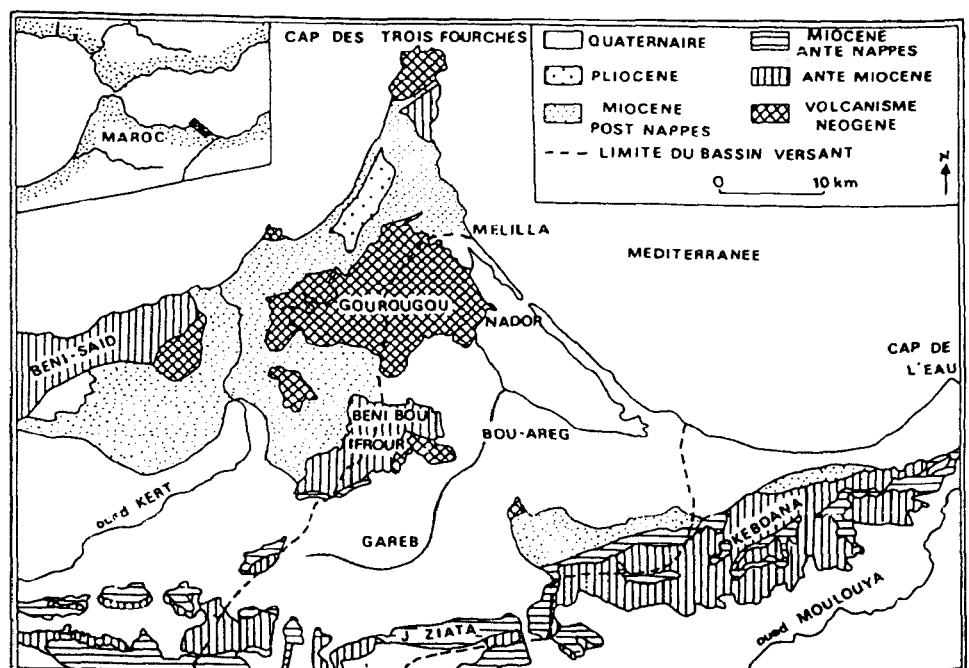 CAP DES TROIS FOURCHES
MAROC
QUATERNAIRE
PLIOCENE
MIOCENE
POST NAPPES
MIOCENE
ANTE NAPPES
ANTE MIOCENE
VOLCANISME
NEOGENE
LIMITE DU BASSIN VERSANT
N
0 10 km
MELILLA
MEDITERRANEE
GOUROUGOU
NADOR
BENI-SAID
CAP DE
L'EAU
BENI BOU
IFROUR
BOU-AREG
oued KERT
GAREB
KEBDANA
oued MOULOUYA
J. ZIATA